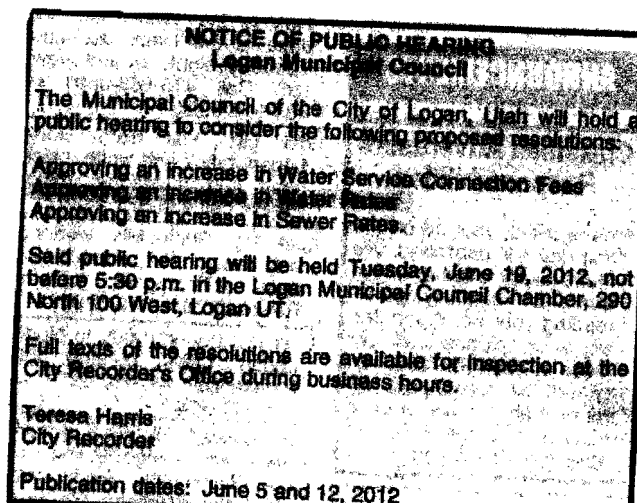 NOTICE OF PUBLIC HEARING
Logan Municipal Council
The Municipal Council of the City of Logan, Utah will hold a
public hearing to consider the following proposed resolutions:
Approving an increase in Water Service Connection Fees
Approving an increase in Water Rates
Approving an increase in Sewer Rates.
Said public hearing will be held Tuesday, June 19, 2012, not
before 5:30 p.m. in the Logan Municipal Council Chamber, 290
North 100 West, Logan UT.
Full texts of the resolutions are available for inspection at the
City Recorder's Office during business hours.
Teresa Harris
City Recorder
Publication dates: June 5 and 12, 2012